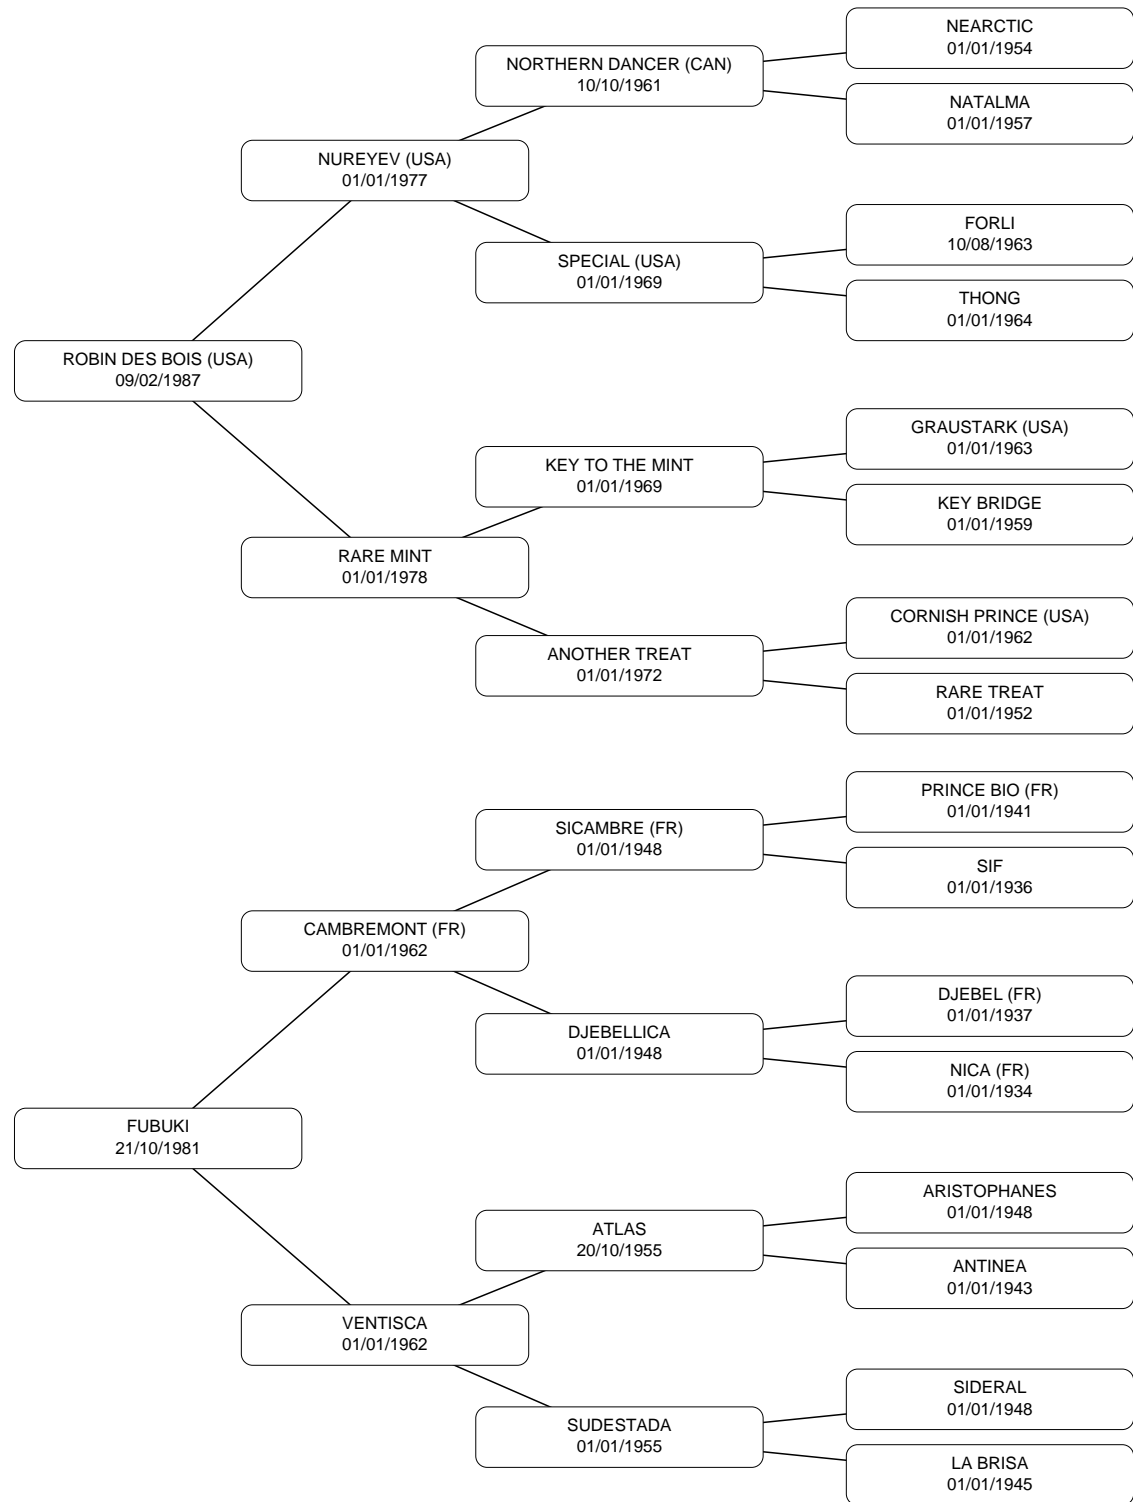 NEARCTIC
01/01/1954
NORTHERN DANCER (CAN)
10/10/1961
NATALMA
01/01/1957
NUREYEV (USA)
01/01/1977
FORLI
10/08/1963
SPECIAL (USA)
01/01/1969
THONG
01/01/1964
ROBIN DES BOIS (USA)
09/02/1987
GRAUSTARK (USA)
01/01/1963
KEY TO THE MINT
01/01/1969
KEY BRIDGE
01/01/1959
RARE MINT
01/01/1978
CORNISH PRINCE (USA)
01/01/1962
ANOTHER TREAT
01/01/1972
RARE TREAT
01/01/1952
PRINCE BIO (FR)
01/01/1941
SICAMBRE (FR)
01/01/1948
SIF
01/01/1936
CAMBREMONT (FR)
01/01/1962
DJEBEL (FR)
01/01/1937
DJEBELLICA
01/01/1948
NICA (FR)
01/01/1934
FUBUKI
21/10/1981
ARISTOPHANES
01/01/1948
ATLAS
20/10/1955
ANTINEA
01/01/1943
VENTISCA
01/01/1962
SIDERAL
01/01/1948
SUDESTADA
01/01/1955
LA BRISA
01/01/1945